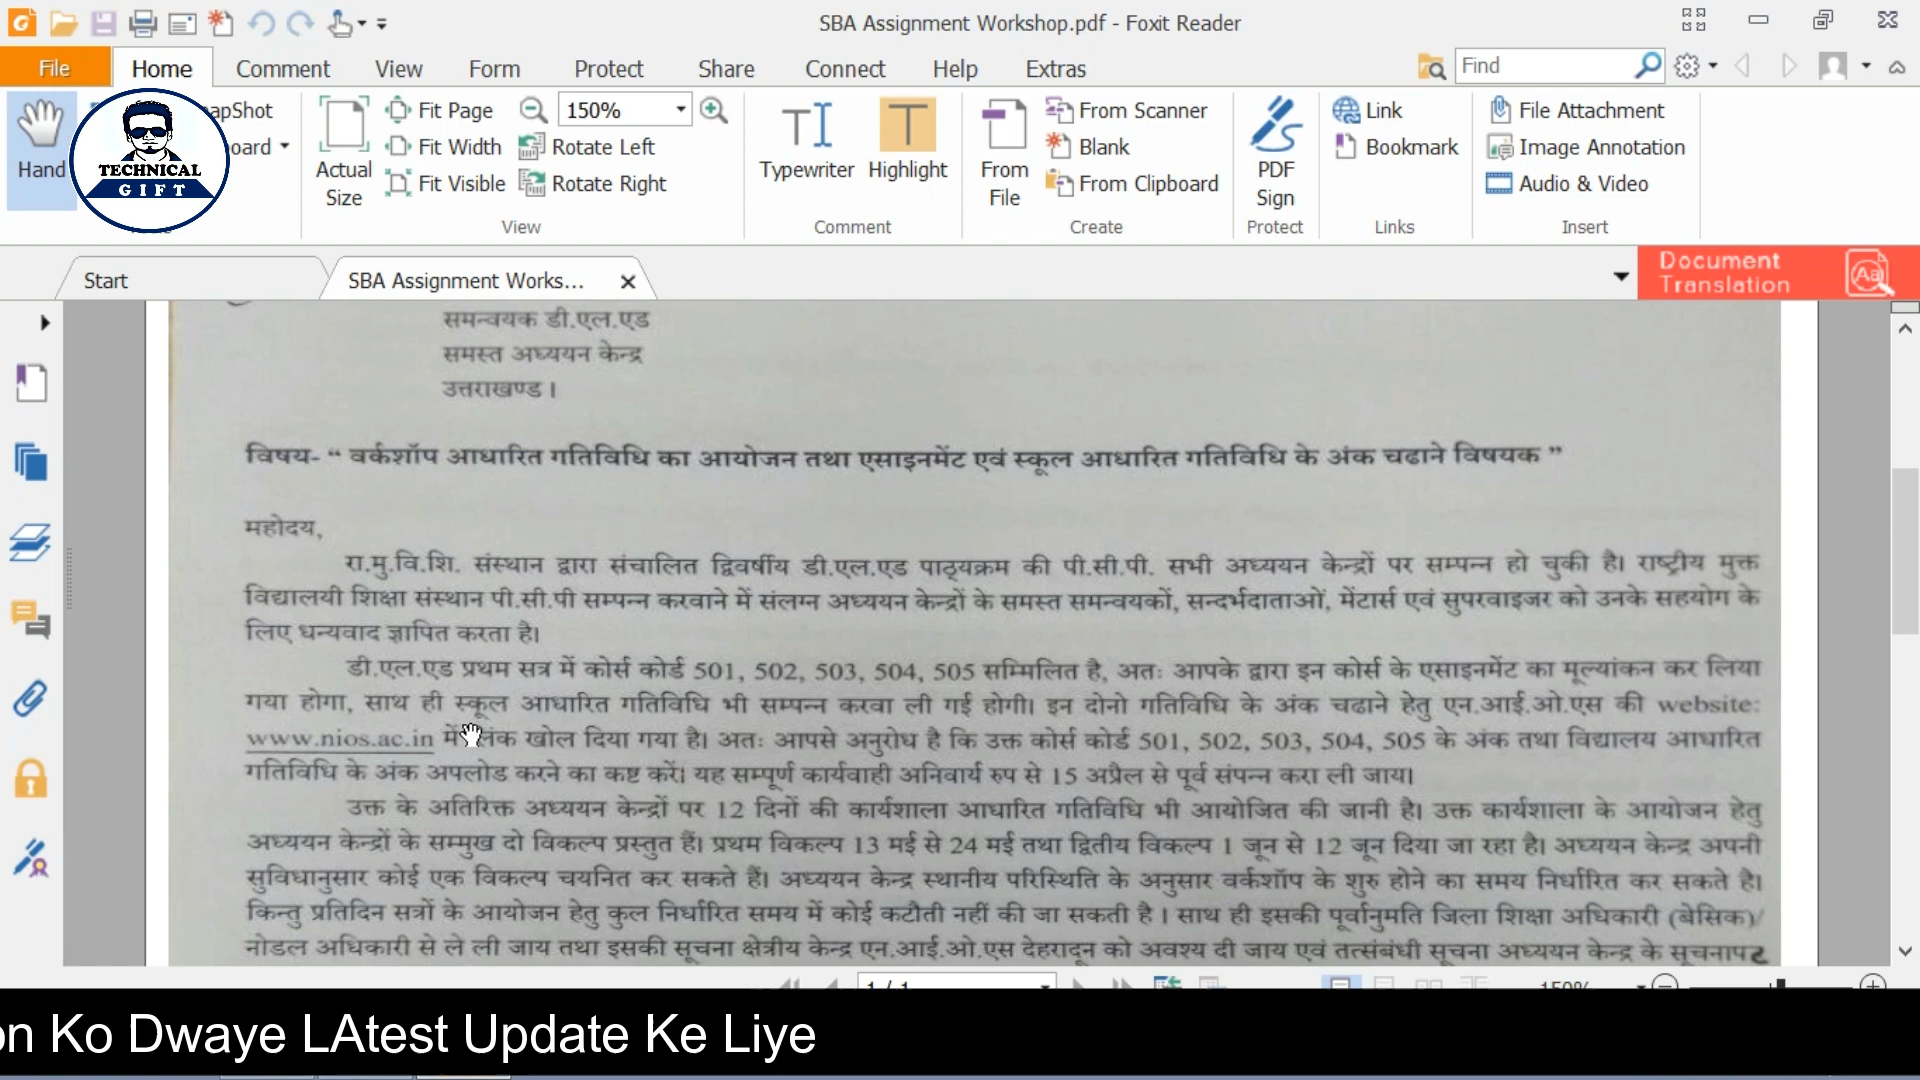 SBA Assignment Workshop.pdf - Foxit Reader
File Home Comment View Form Protect Share Connect Help Extras Find
Hand
apShot
oard
TECHNICAL
GIFT
Actual Size
Fit Page
Fit Width
Fit Visible
150%
Rotate Left
Rotate Right
View
Typewriter
Highlight
Comment
From File
From Scanner
Blank
From Clipboard
Create
PDF Sign
Protect
Link
Bookmark
Links
File Attachment
Image Annotation
Audio & Video
Insert
Start
SBA Assignment Works...
Document
Translation
समन्वयक डी.एल.एड
समस्त अध्ययन केन्द्र
उत्तराखण्ड।
विषय- “ वर्कशॉप आधारित गतिविधि का आयोजन तथा एसाइनमेंट एवं स्कूल आधारित गतिविधि के अंक चढाने विषयक ”
महोदय,
रा.मु.वि.शि. संस्थान द्वारा संचालित द्विवर्षीय डी.एल.एड पाठ्यक्रम की पी.सी.पी. सभी अध्ययन केन्द्रों पर सम्पन्न हो चुकी है। राष्ट्रीय मुक्त
विद्यालयी शिक्षा संस्थान पी.सी.पी सम्पन्न करवाने में संलग्न अध्ययन केन्द्रों के समस्त समन्वयकों, सन्दर्भदाताओं, मेंटार्स एवं सुपरवाइजर को उनके सहयोग के
लिए धन्यवाद ज्ञापित करता है।
डी.एल.एड प्रथम सत्र में कोर्स कोर्ड 501, 502, 503, 504, 505 सम्मिलित है, अतः आपके द्वारा इन कोर्स के एसाइनमेंट का मूल्यांकन कर लिया
गया होगा, साथ ही स्कूल आधारित गतिविधि भी सम्पन्न करवा ली गई होगी। इन दोनो गतिविधि के अंक चढाने हेतु एन.आई.ओ.एस की website:
www.nios.ac.in में खोल दिया गया है। अतः आपसे अनुरोध है कि उक्त कोर्स कोर्ड 501, 502, 503, 504, 505 के अंक तथा विद्यालय आधारित
गतिविधि के अंक अपलोड करने का कष्ट करें। यह सम्पूर्ण कार्यवाही अनिवार्य रुप से 15 अप्रैल से पूर्व संपन्न करा ली जाय।
उक्त के अतिरिक्त अध्ययन केन्द्रों पर 12 दिनों की कार्यशाला आधारित गतिविधि भी आयोजित की जानी है। उक्त कार्यशाला के आयोजन हेतु
अध्ययन केन्द्रों के सम्मुख दो विकल्प प्रस्तुत हैं। प्रथम विकल्प 13 मई से 24 मई तथा द्वितीय विकल्प 1 जून से 12 जून दिया जा रहा है। अध्ययन केन्द्र अपनी
सुविधानुसार कोई एक विकल्प चयनित कर सकते हैं। अध्ययन केन्द्र स्थानीय परिस्थिति के अनुसार वर्कशॉप के शुरु होने का समय निर्धारित कर सकते है।
किन्तु प्रतिदिन सत्रों के आयोजन हेतु कुल निर्धारित समय में कोई कटौती नहीं की जा सकती है । साथ ही इसकी पूर्वानुमति जिला शिक्षा अधिकारी (बेसिक)/
नोडल अधिकारी से ले ली जाय तथा इसकी सूचना क्षेत्रीय केन्द्र एन.आई.ओ.एस देहरादून को अवश्य दी जाय एवं तत्संबंधी सूचना अध्ययन केन्द्र के सूचनापट
1 / 1
150%
on Ko Dwaye LAtest Update Ke Liye